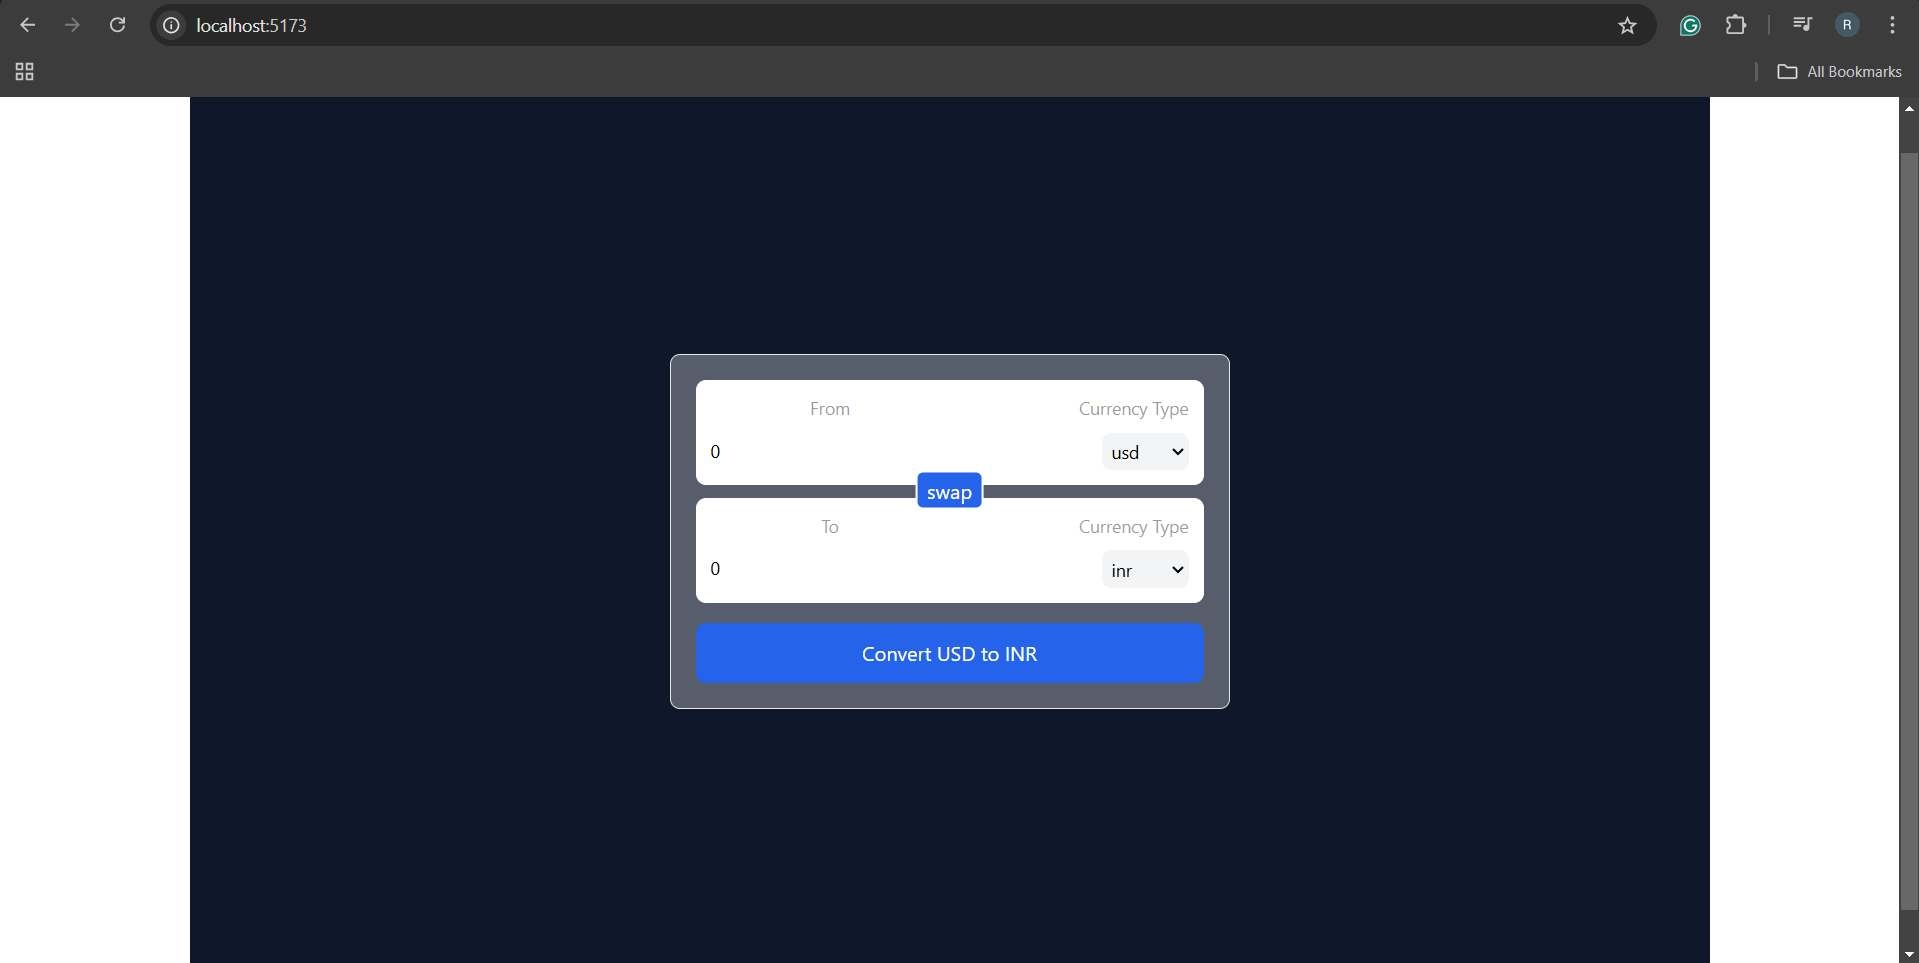 localhost:5173
R
All Bookmarks
From Currency Type
0 usd
swap
To Currency Type
0 inr
Convert USD to INR